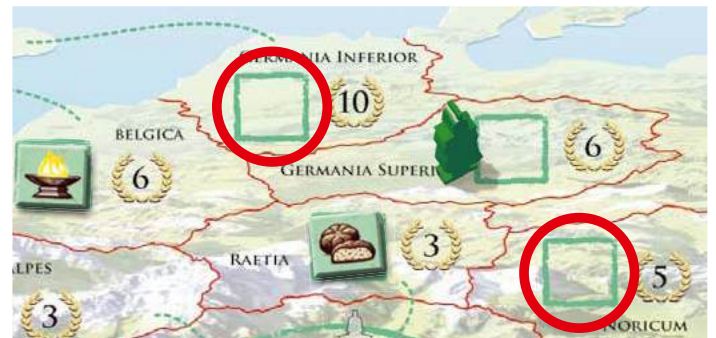 GERMANIA INFERIOR
10
BELGICA
6
GERMANIA SUPERI
6
RAETIA
3
ALPES
3
5
NORICUM